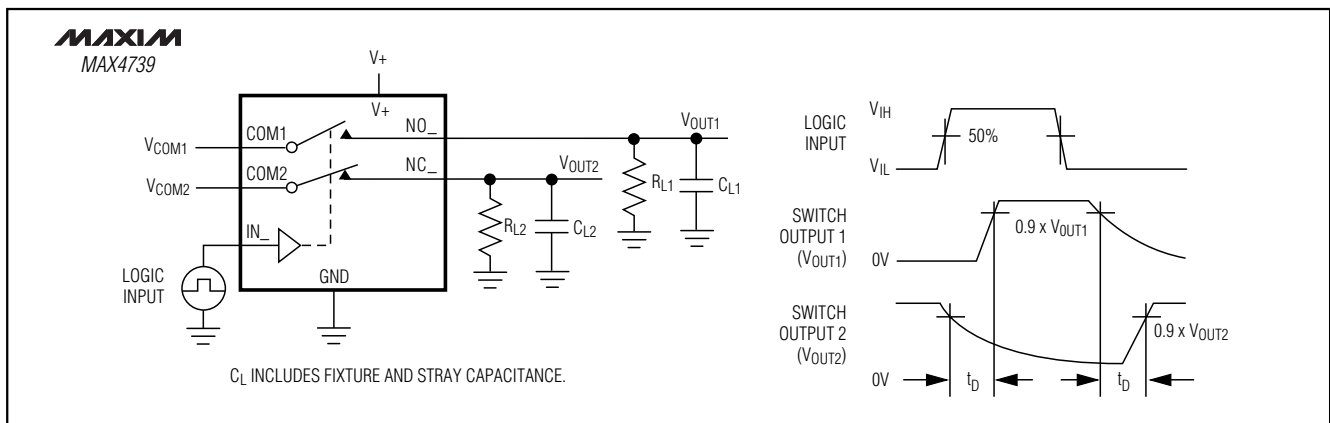 MAXIM
MAX4739
V+
V+
COM1
NO_
VOUT1
VCOM1
COM2
NC_
VOUT2
VCOM2
RL1
CL1
RL2
CL2
IN_
LOGIC
INPUT
GND
CL INCLUDES FIXTURE AND STRAY CAPACITANCE.
LOGIC
INPUT
VIH
50%
VIL
SWITCH
OUTPUT 1
(VOUT1)
0.9 x VOUT1
0V
SWITCH
OUTPUT 2
(VOUT2)
0.9 x VOUT2
0V
tD
tD